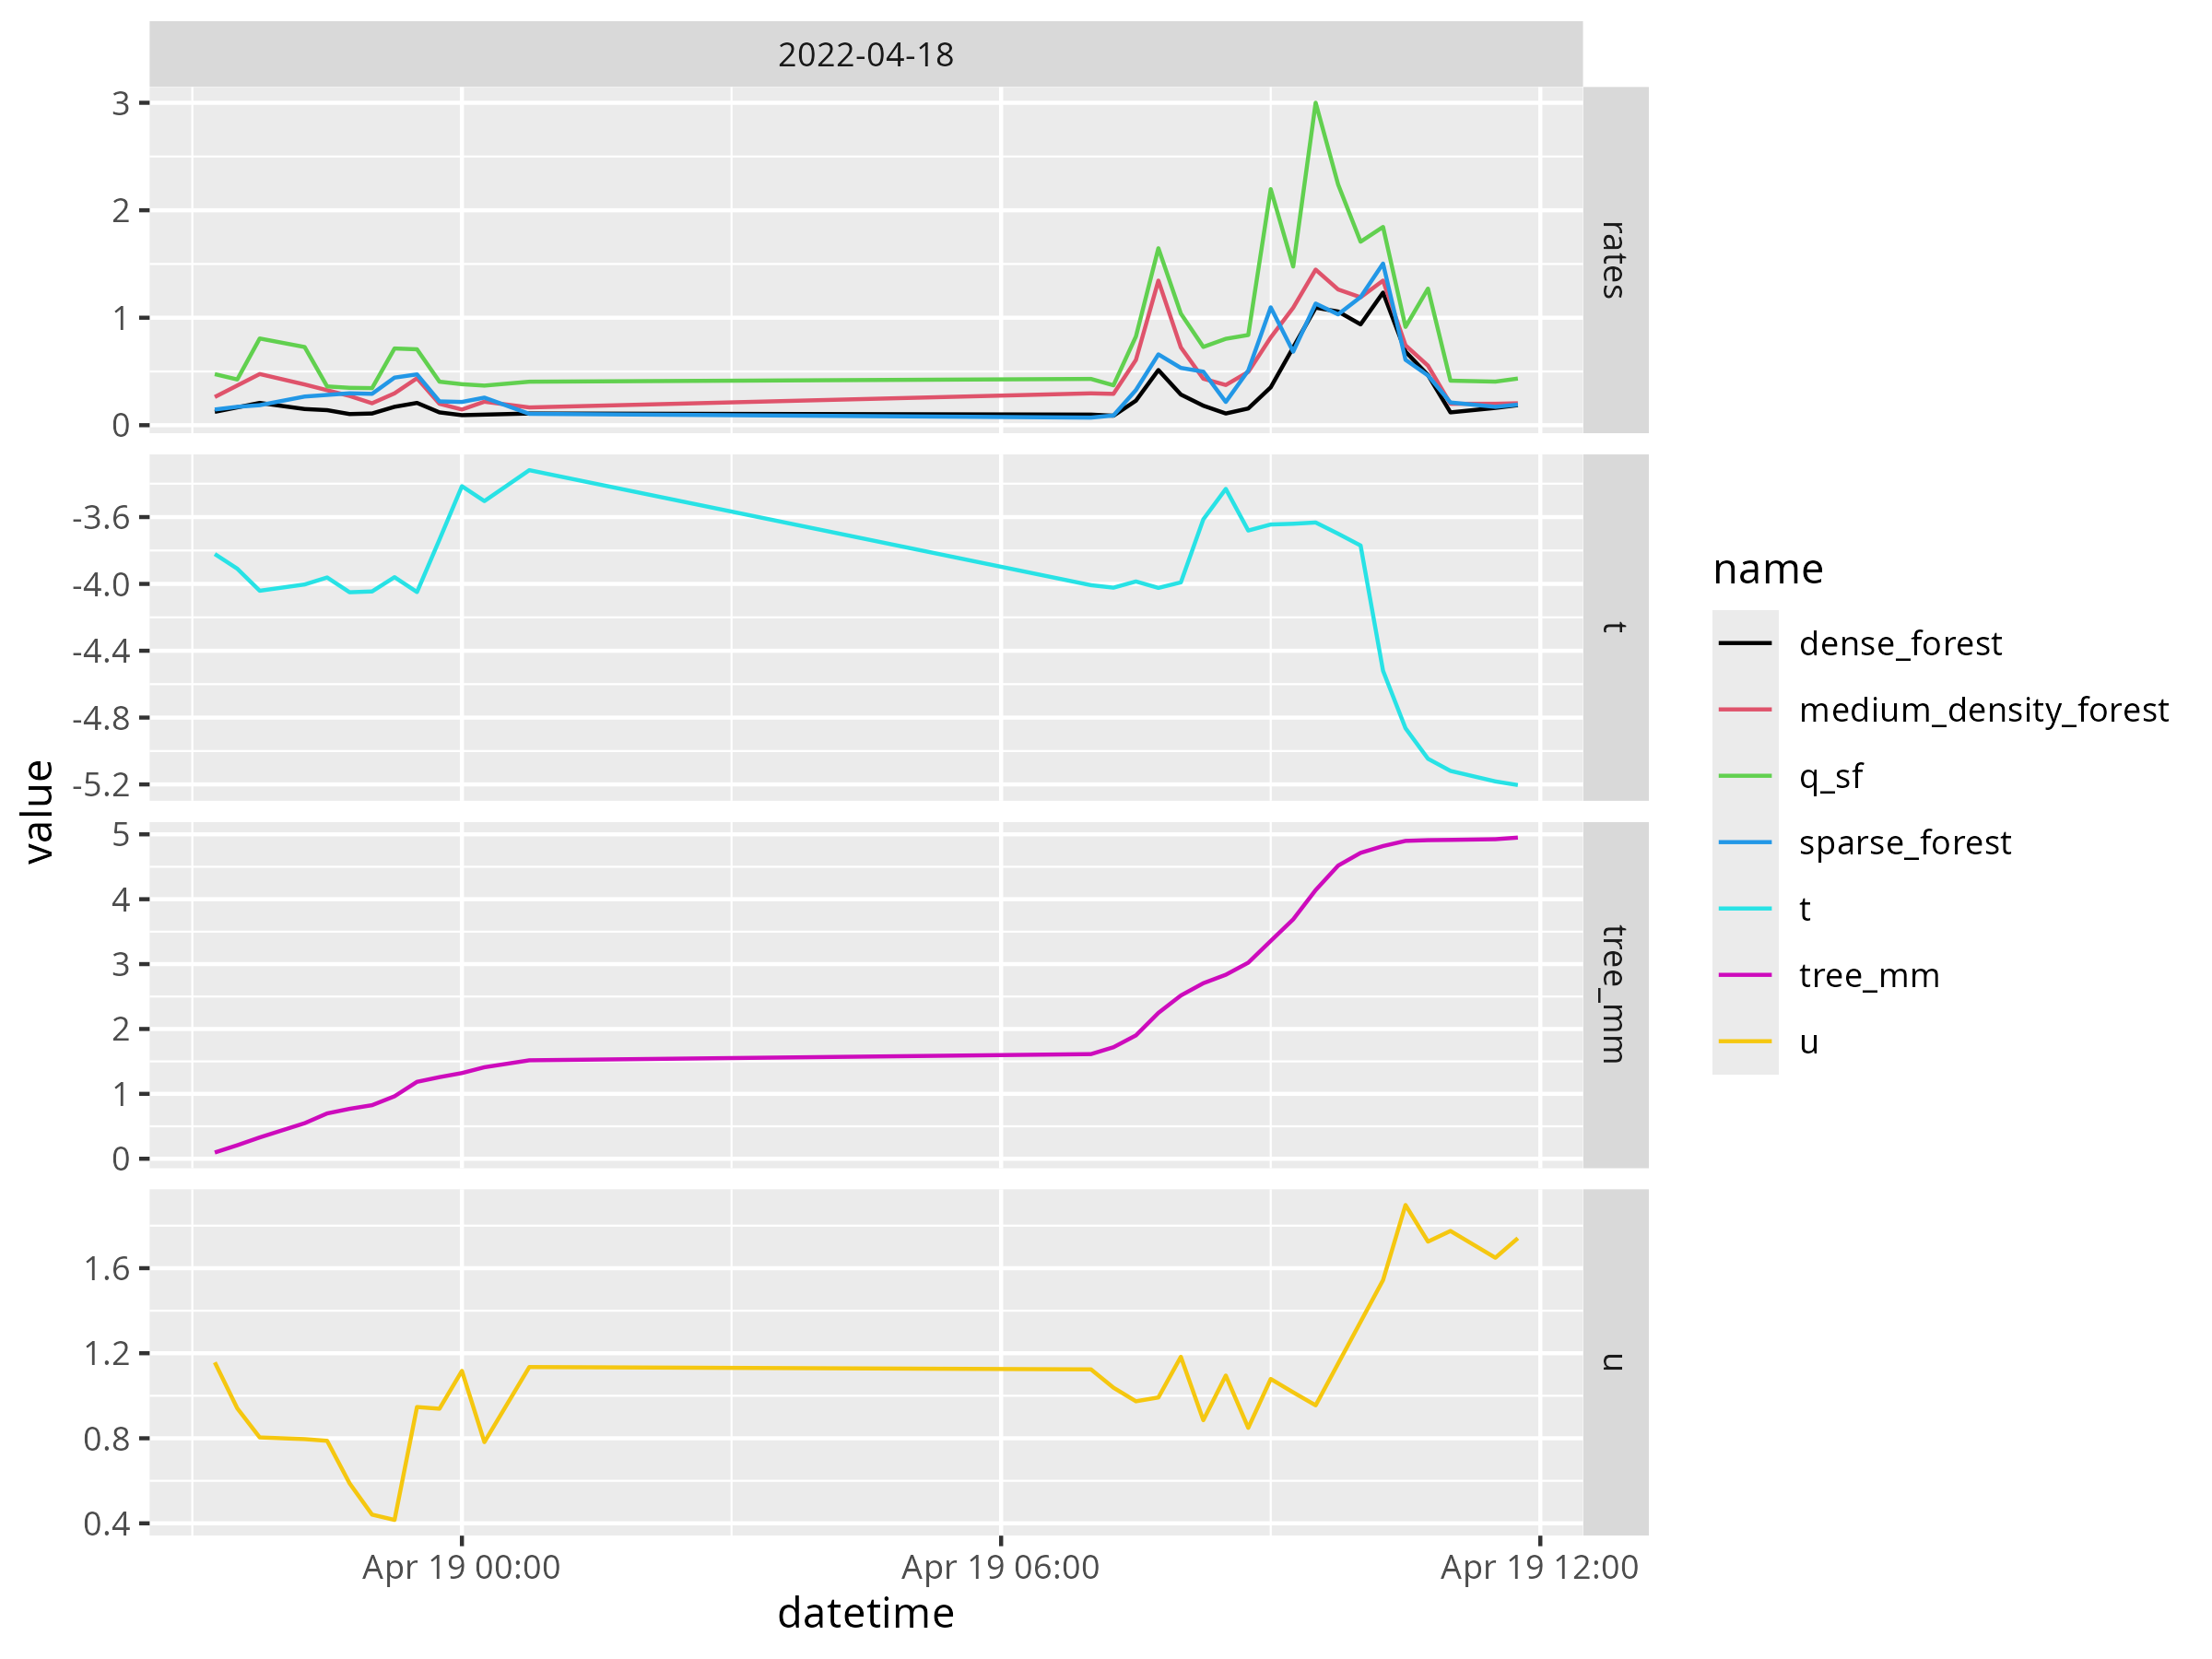 2022-04-18
3
2
1
0
rates
-3.6
-4.0
-4.4
-4.8
-5.2
t
5
4
3
2
1
0
tree_mm
1.6
1.2
0.8
0.4
u
value
Apr 19 00:00
Apr 19 06:00
Apr 19 12:00
datetime
name
dense_forest
medium_density_forest
q_sf
sparse_forest
t
tree_mm
u